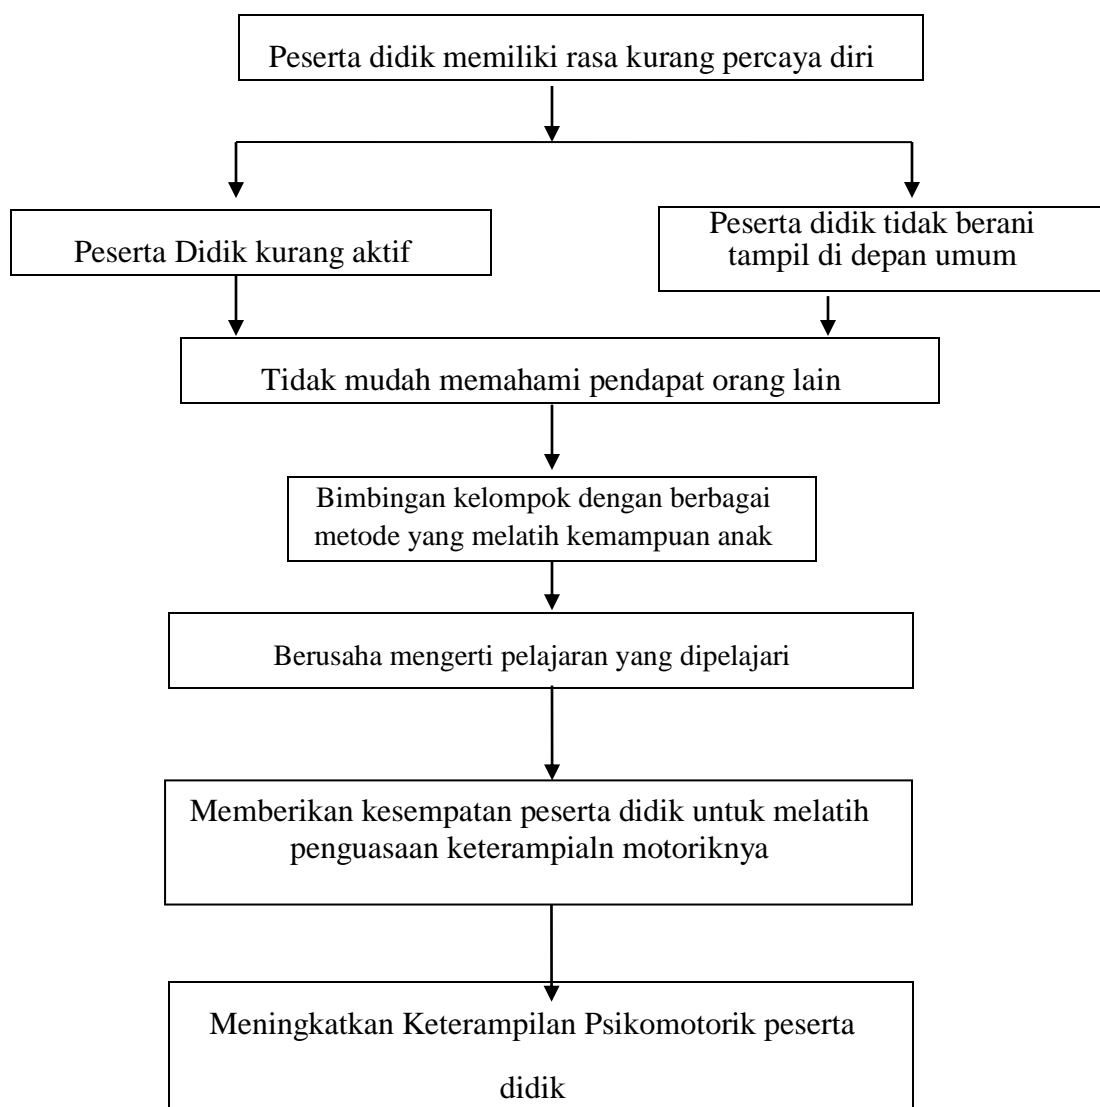 Peserta didik memiliki rasa kurang percaya diri
Peserta Didik kurang aktif
Peserta didik tidak berani
tampil di depan umum
Tidak mudah memahami pendapat orang lain
Bimbingan kelompok dengan berbagai
metode yang melatih kemampuan anak
Berusaha mengerti pelajaran yang dipelajari
Memberikan kesempatan peserta didik untuk melatih
penguasaan keterampialn motoriknya
Meningkatkan Keterampilan Psikomotorik peserta
didik